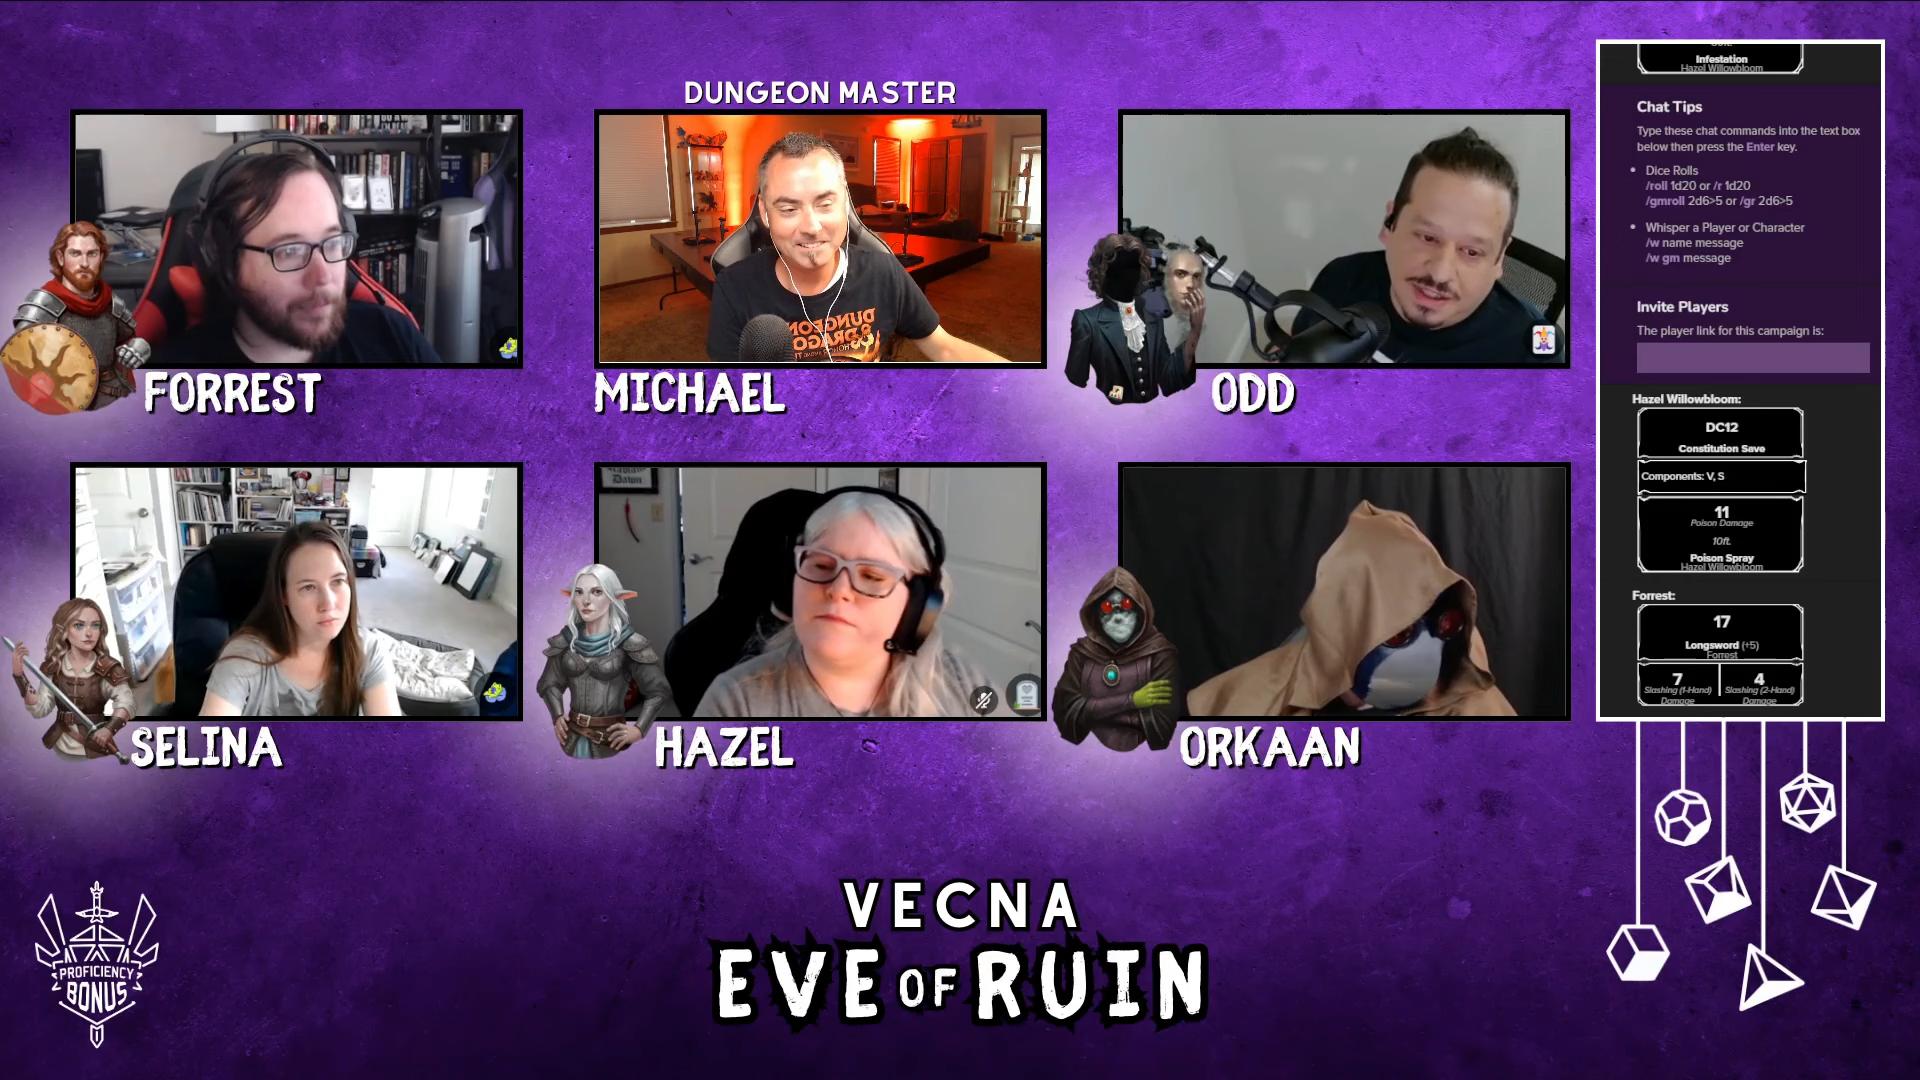 DUNGEON MASTER
FORREST
MICHAEL
ODD
SELINA
HAZEL
ORKAAN
Infestation
Hazel Willowbloom
Chat Tips
Type these chat commands into the text box
below then press the Enter key.
Dice Rolls
/roll 1d20 or /r 1d20
/gmroll 2d6>5 or /gr 2d6>5
Whisper a Player or Character
/w name message
/w gm message
Invite Players
The player link for this campaign is:
Hazel Willowbloom:
DC12
Constitution Save
Components: V, S
11
Poison Damage
10ft.
Poison Spray
Hazel Willowbloom
Forrest:
17
Longsword (+5)
Forrest
7 4
Slashing (1-Hand) Slashing (2-Hand)
Damage Damage
PROFICIENCY
BONUS
VECNA
EVE OF RUIN